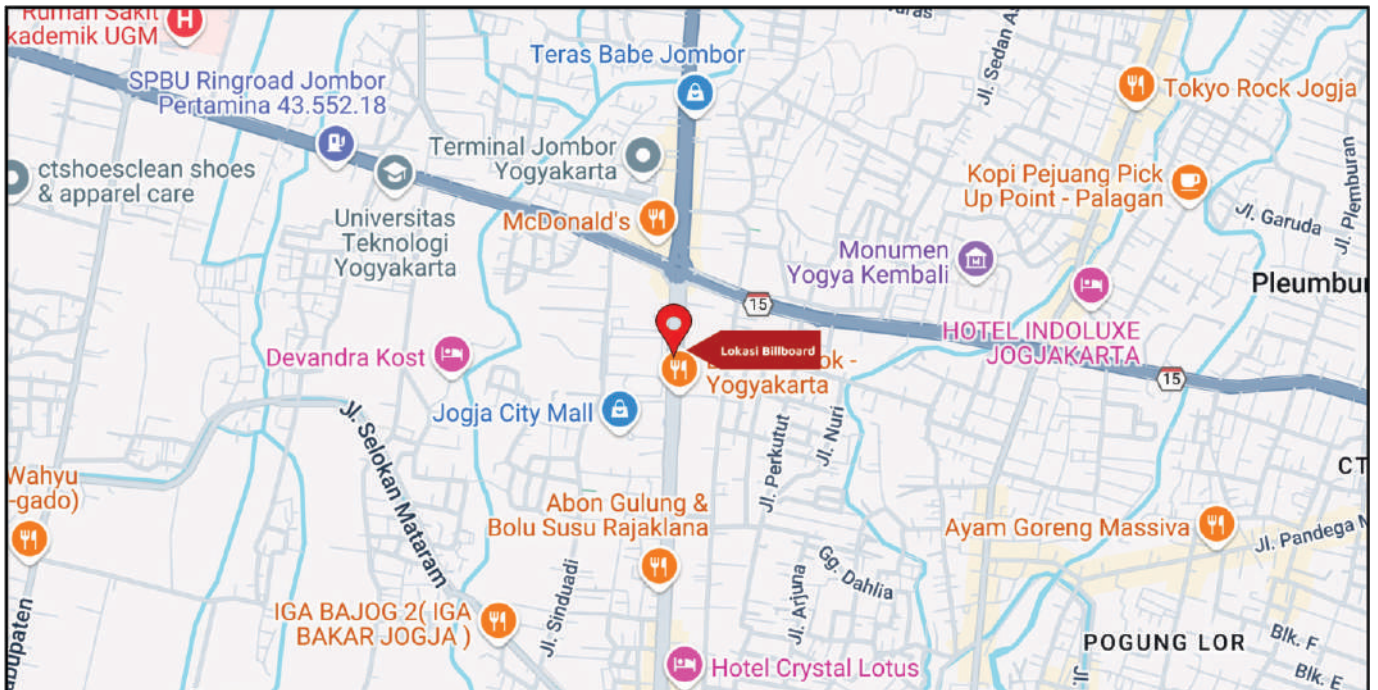 Rumah Sakit
kademik UGM
SPBU Ringroad Jombor
Pertamina 43.552.18
Teras Babe Jombor
Jl. Sedan
Tokyo Rock Jogja
ctshoesclean shoes
& apparel care
Terminal Jombor
Yogyakarta
Kopi Pejuang Pick
Up Point - Palagan
Jl. Garuda
Jl. Plemburan
Universitas
Teknologi
Yogyakarta
McDonald's
Monumen
Yogya Kembali
15
HOTEL INDOLUXE
JOGJAKARTA
15
Lokasi Billboard
Yogyakarta
Devandra Kost
Jogja City Mall
Jl. Selokan Mataram
Jl. Perkutut
Jl. Nuri
Wahyu
-gado)
Abon Gulung &
Bolu Susu Rajaklana
Ayam Goreng Massiva
Jl. Pandega
Gg. Dahlia
Jl. Arjuna
Jl. Sinduadi
IGA BAJOG 2( IGA
BAKAR JOGJA )
Hotel Crystal Lotus
POGUNG LOR
Blk. F
Blk. E
Jl.